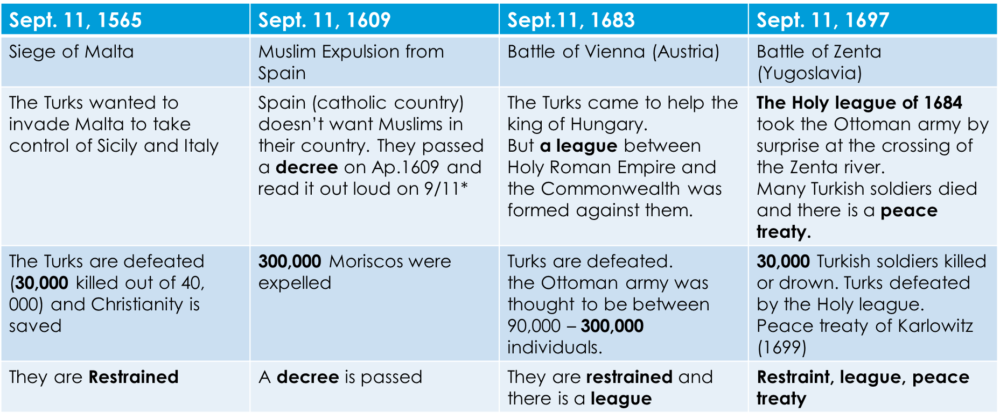 Sept. 11, 1565
Sept. 11, 1609
Sept.11, 1683
Sept. 11, 1697
Siege of Malta
Muslim Expulsion from
Spain
Battle of Vienna (Austria)
Battle of Zenta
(Yugoslavia)
The Turks wanted to
invade Malta to take
control of Sicily and Italy
Spain (catholic country)
doesn’t want Muslims in
their country. They passed
a decree on Ap.1609 and
read it out loud on 9/11*
The Turks came to help the
king of Hungary.
But a league between
Holy Roman Empire and
the Commonwealth was
formed against them.
The Holy league of 1684
took the Ottoman army by
surprise at the crossing of
the Zenta river.
Many Turkish soldiers died
and there is a peace
treaty.
The Turks are defeated
(30,000 killed out of 40,
000) and Christianity is
saved
300,000 Moriscos were
expelled
Turks are defeated.
the Ottoman army was
thought to be between
90,000 – 300,000
individuals.
30,000 Turkish soldiers killed
or drown. Turks defeated
by the Holy league.
Peace treaty of Karlowitz
(1699)
They are Restrained
A decree is passed
They are restrained and
there is a league
Restraint, league, peace
treaty